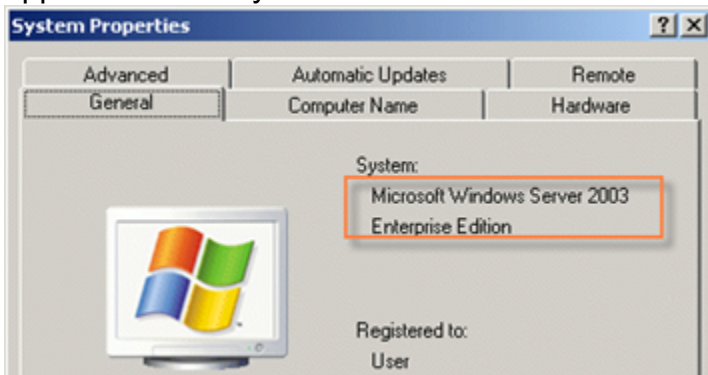 System Properties
Advanced Automatic Updates Remote
General Computer Name Hardware
System:
Microsoft Windows Server 2003
Enterprise Edition
Registered to:
User